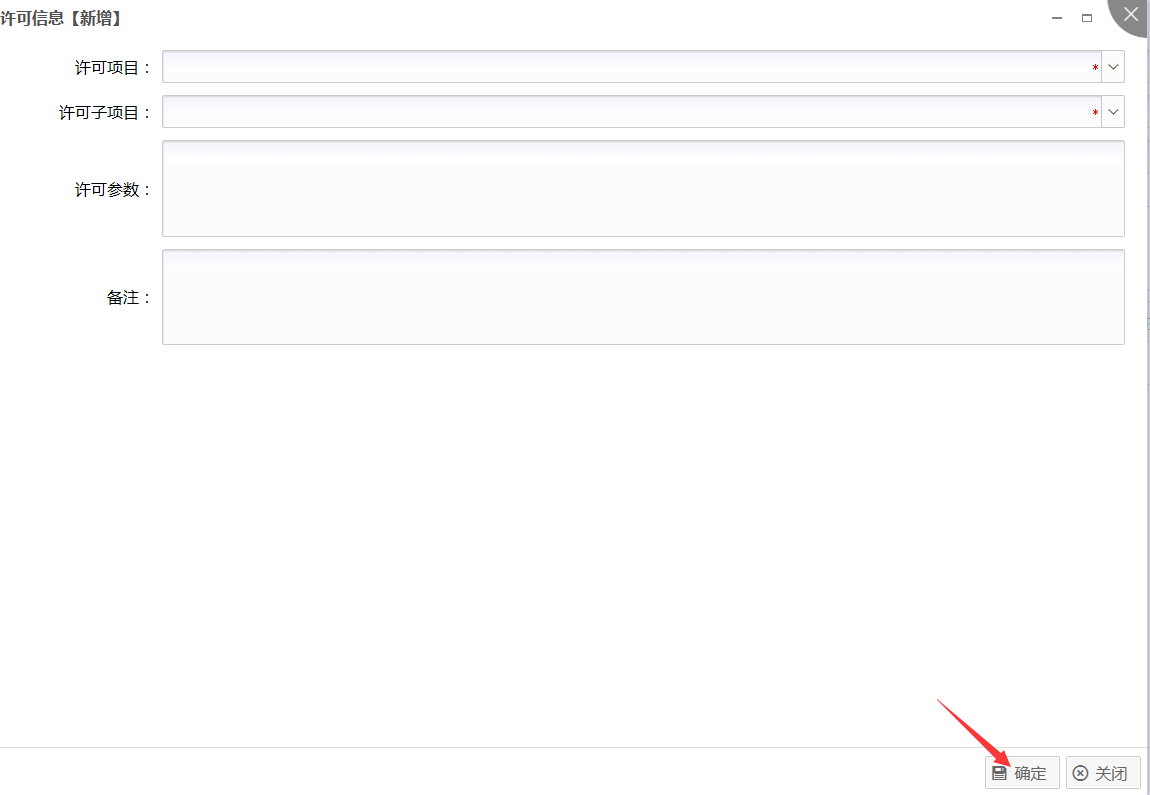 许可信息【新增】
许可项目： *
许可子项目： *
许可参数：
备注：
确定 关闭